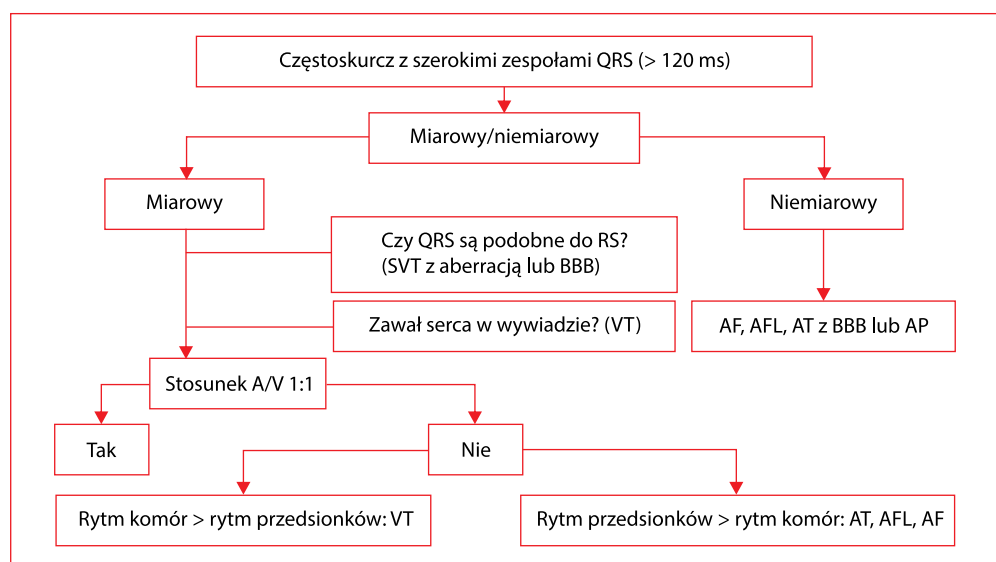 Częstoskurcz z szerokimi zespołami QRS (> 120 ms)
Miarowy/niemiarowy
Miarowy
Niemiarowy
Czy QRS są podobne do RS?
(SVT z aberracją lub BBB)
Zawał serca w wywiadzie? (VT)
AF, AFL, AT z BBB lub AP
Stosunek A/V 1:1
Tak
Nie
Rytm komór > rytm przedsionków: VT
Rytm przedsionków > rytm komór: AT, AFL, AF